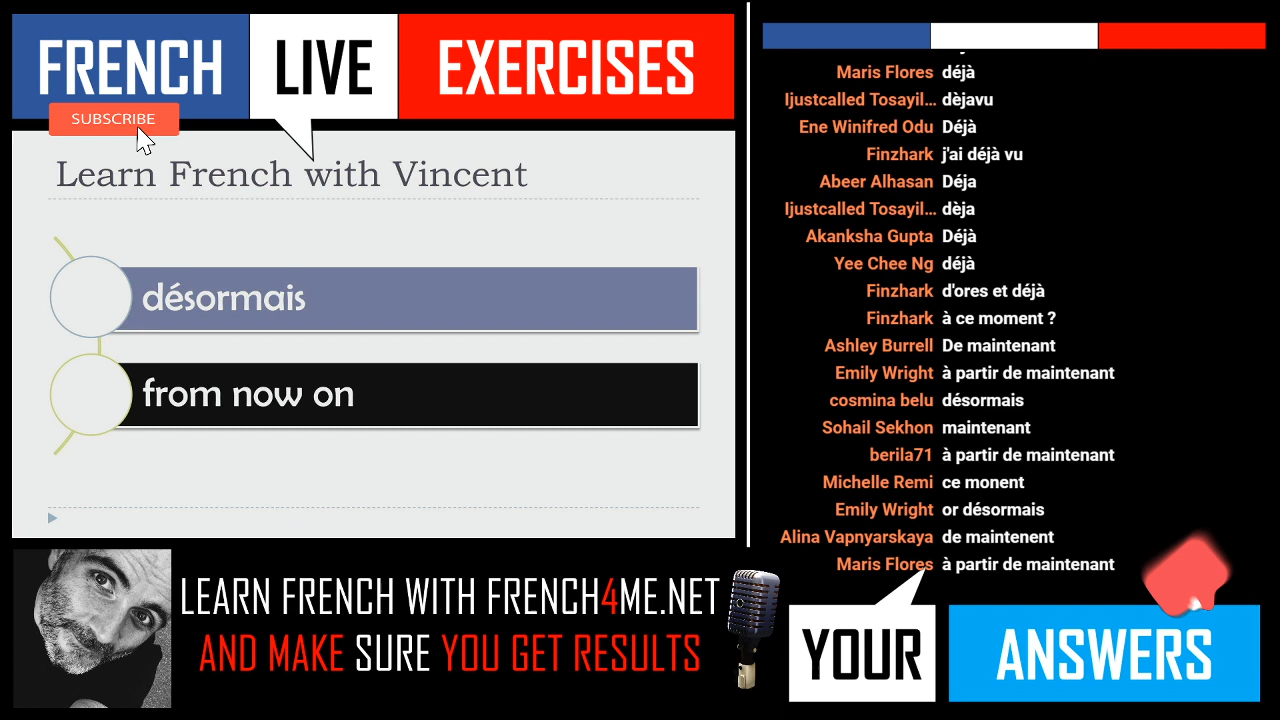 FRENCH LIVE EXERCISES
SUBSCRIBE
Learn French with Vincent
désormais
from now on
LEARN FRENCH WITH FRENCH4ME.NET
AND MAKE SURE YOU GET RESULTS
Maris Flores déjà
Ijustcalled Tosayil... dèjavu
Ene Winifred Odu Déjà
Finzhark j'ai déjà vu
Abeer Alhasan Déja
Ijustcalled Tosayil... dèja
Akanksha Gupta Déjà
Yee Chee Ng déjà
Finzhark d'ores et déjà
Finzhark à ce moment ?
Ashley Burrell De maintenant
Emily Wright à partir de maintenant
cosmina belu désormais
Sohail Sekhon maintenant
berila71 à partir de maintenant
Michelle Remi ce monent
Emily Wright or désormais
Alina Vapnyarskaya de maintenent
Maris Flores à partir de maintenant
YOUR ANSWERS